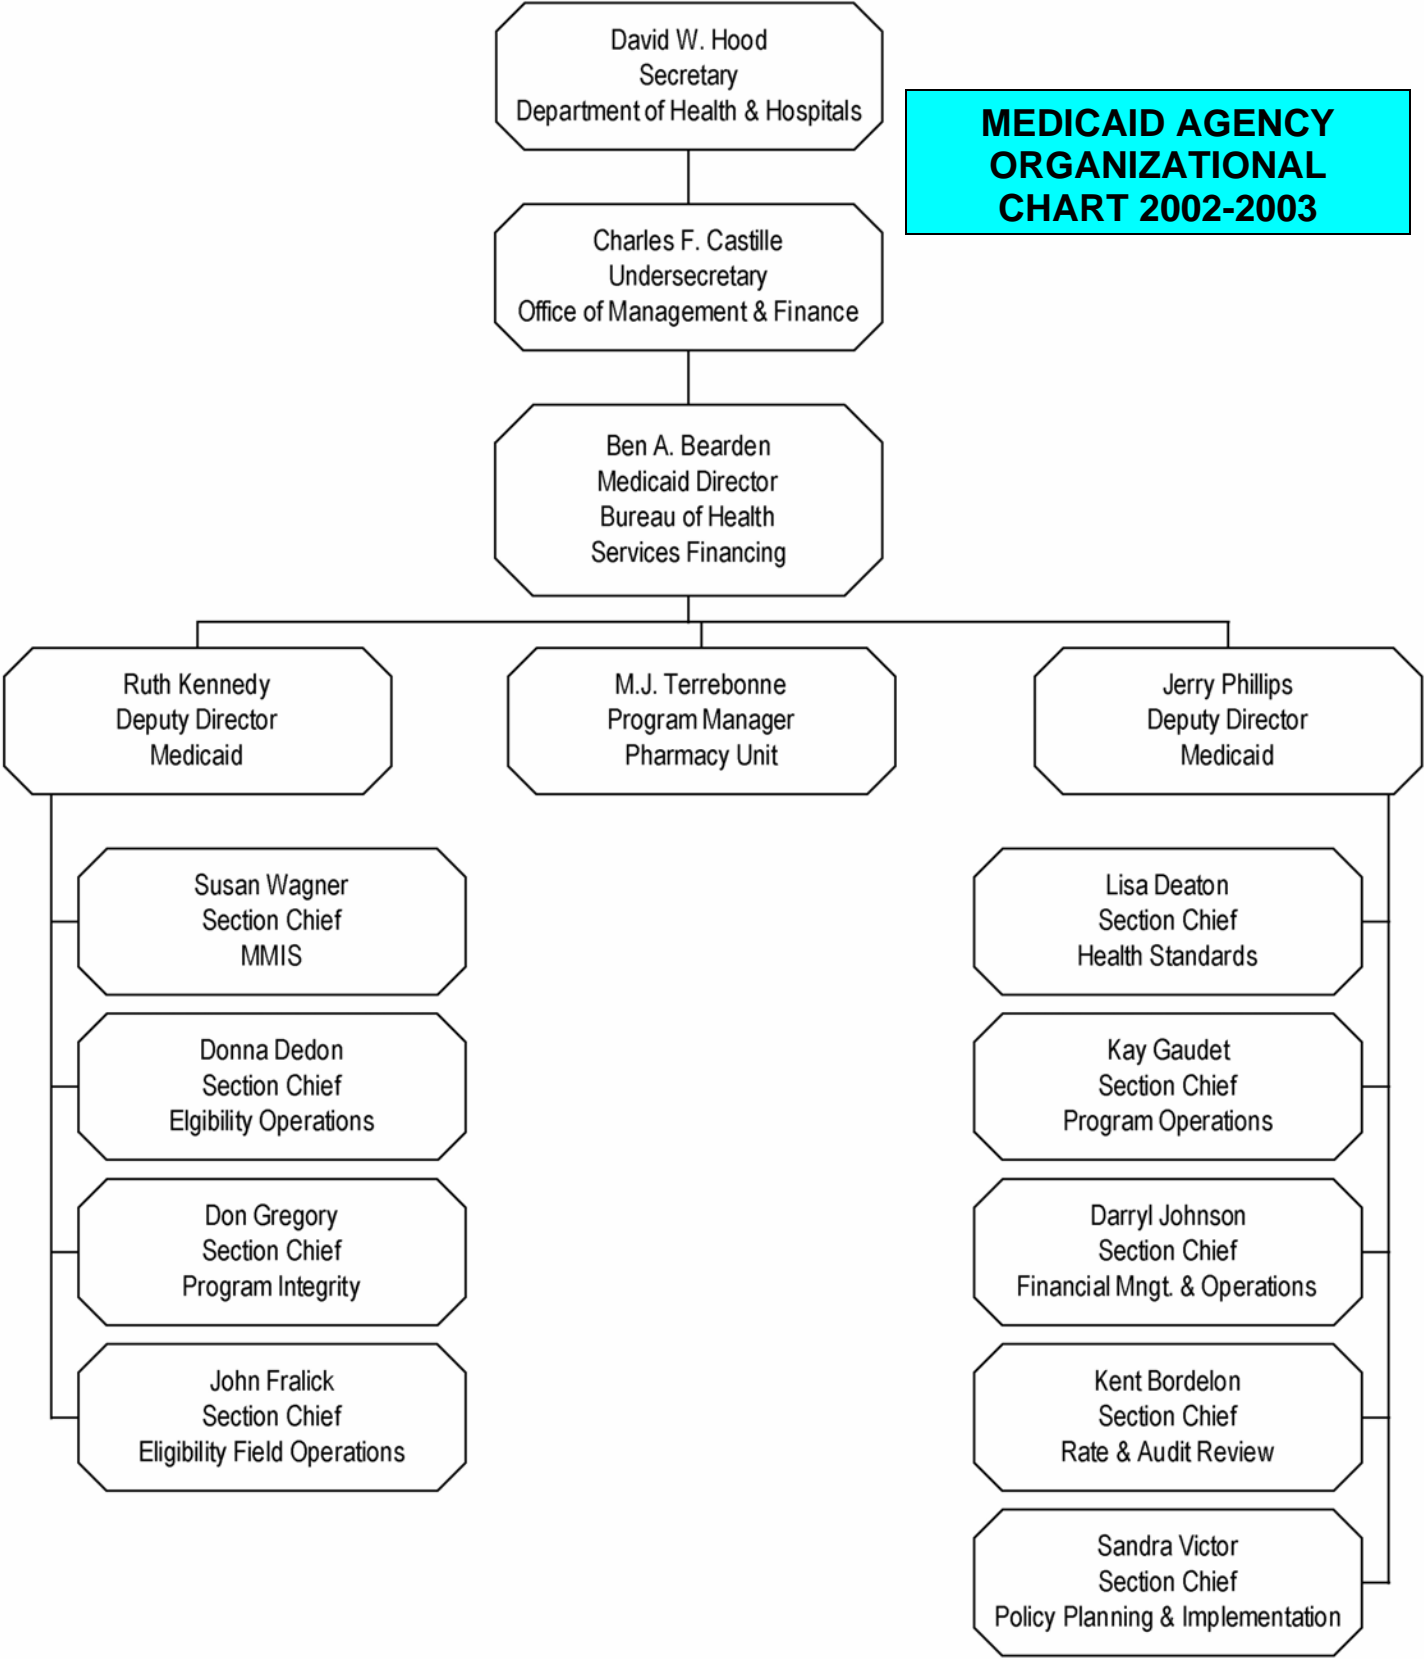 David W. Hood
Secretary
Department of Health & Hospitals
MEDICAID AGENCY
ORGANIZATIONAL
CHART 2002-2003
Charles F. Castille
Undersecretary
Office of Management & Finance
Ben A. Bearden
Medicaid Director
Bureau of Health
Services Financing
Ruth Kennedy
Deputy Director
Medicaid
M.J. Terrebonne
Program Manager
Pharmacy Unit
Jerry Phillips
Deputy Director
Medicaid
Susan Wagner
Section Chief
MMIS
Donna Dedon
Section Chief
Elgibility Operations
Don Gregory
Section Chief
Program Integrity
John Fralick
Section Chief
Eligibility Field Operations
Lisa Deaton
Section Chief
Health Standards
Kay Gaudet
Section Chief
Program Operations
Darryl Johnson
Section Chief
Financial Mngt. & Operations
Kent Bordelon
Section Chief
Rate & Audit Review
Sandra Victor
Section Chief
Policy Planning & Implementation